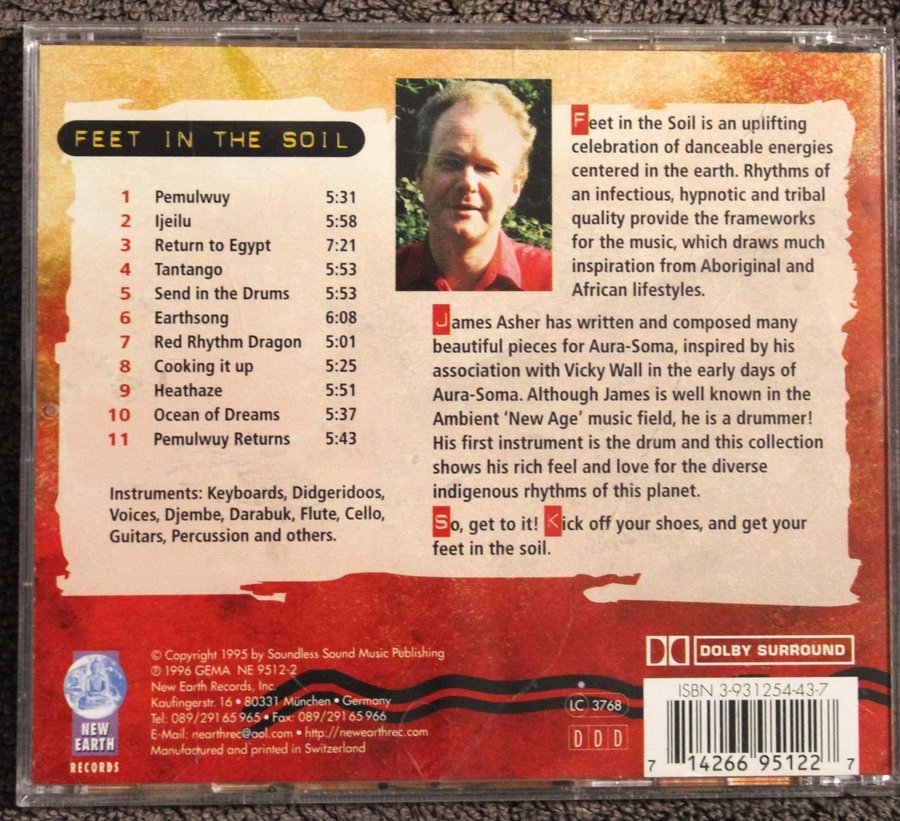 FEET IN THE SOIL
1 Pemulwuy 5:31
2 Ijeilu 5:58
3 Return to Egypt 7:21
4 Tantango 5:53
5 Send in the Drums 5:53
6 Earthsong 6:08
7 Red Rhythm Dragon 5:01
8 Cooking it up 5:25
9 Heathaze 5:51
10 Ocean of Dreams 5:37
11 Pemulwuy Returns 5:43
Instruments: Keyboards, Didgeridoos,
Voices, Djembe, Darabuk, Flute, Cello,
Guitars, Percussion and others.
Feet in the Soil is an uplifting
celebration of danceable energies
centered in the earth. Rhythms of
an infectious, hypnotic and tribal
quality provide the frameworks
for the music, which draws much
inspiration from Aboriginal and
African lifestyles.
James Asher has written and composed many
beautiful pieces for Aura-Soma, inspired by his
association with Vicky Wall in the early days of
Aura-Soma. Although James is well known in the
Ambient ‘New Age’ music field, he is a drummer!
His first instrument is the drum and this collection
shows his rich feel and love for the diverse
indigenous rhythms of this planet.
So, get to it! Kick off your shoes, and get your
feet in the soil.
NEW
EARTH
RECORDS
© Copyright 1995 by Soundless Sound Music Publishing
℗ 1996 GEMA NE 9512-2
New Earth Records, Inc.
Kaufingerstr. 16 • 80331 München • Germany
Tel: 089/291 65 965 • Fax: 089/291 65 966
E-Mail: nearthrec@aol.com • http://newearthrec.com
Manufactured and printed in Switzerland
LC 3768
DDD
DOLBY SURROUND
ISBN 3-931254-43-7
7 14266 95122 7